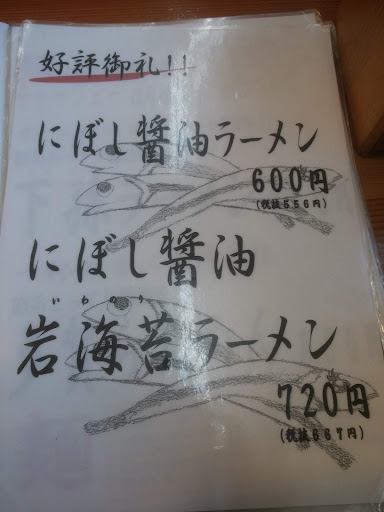 好評御礼!!
にぼし醤油ラーメン
600円
(税抜556円)
にぼし醤油
いわのり
岩海苔ラーメン
720円
(税抜667円)